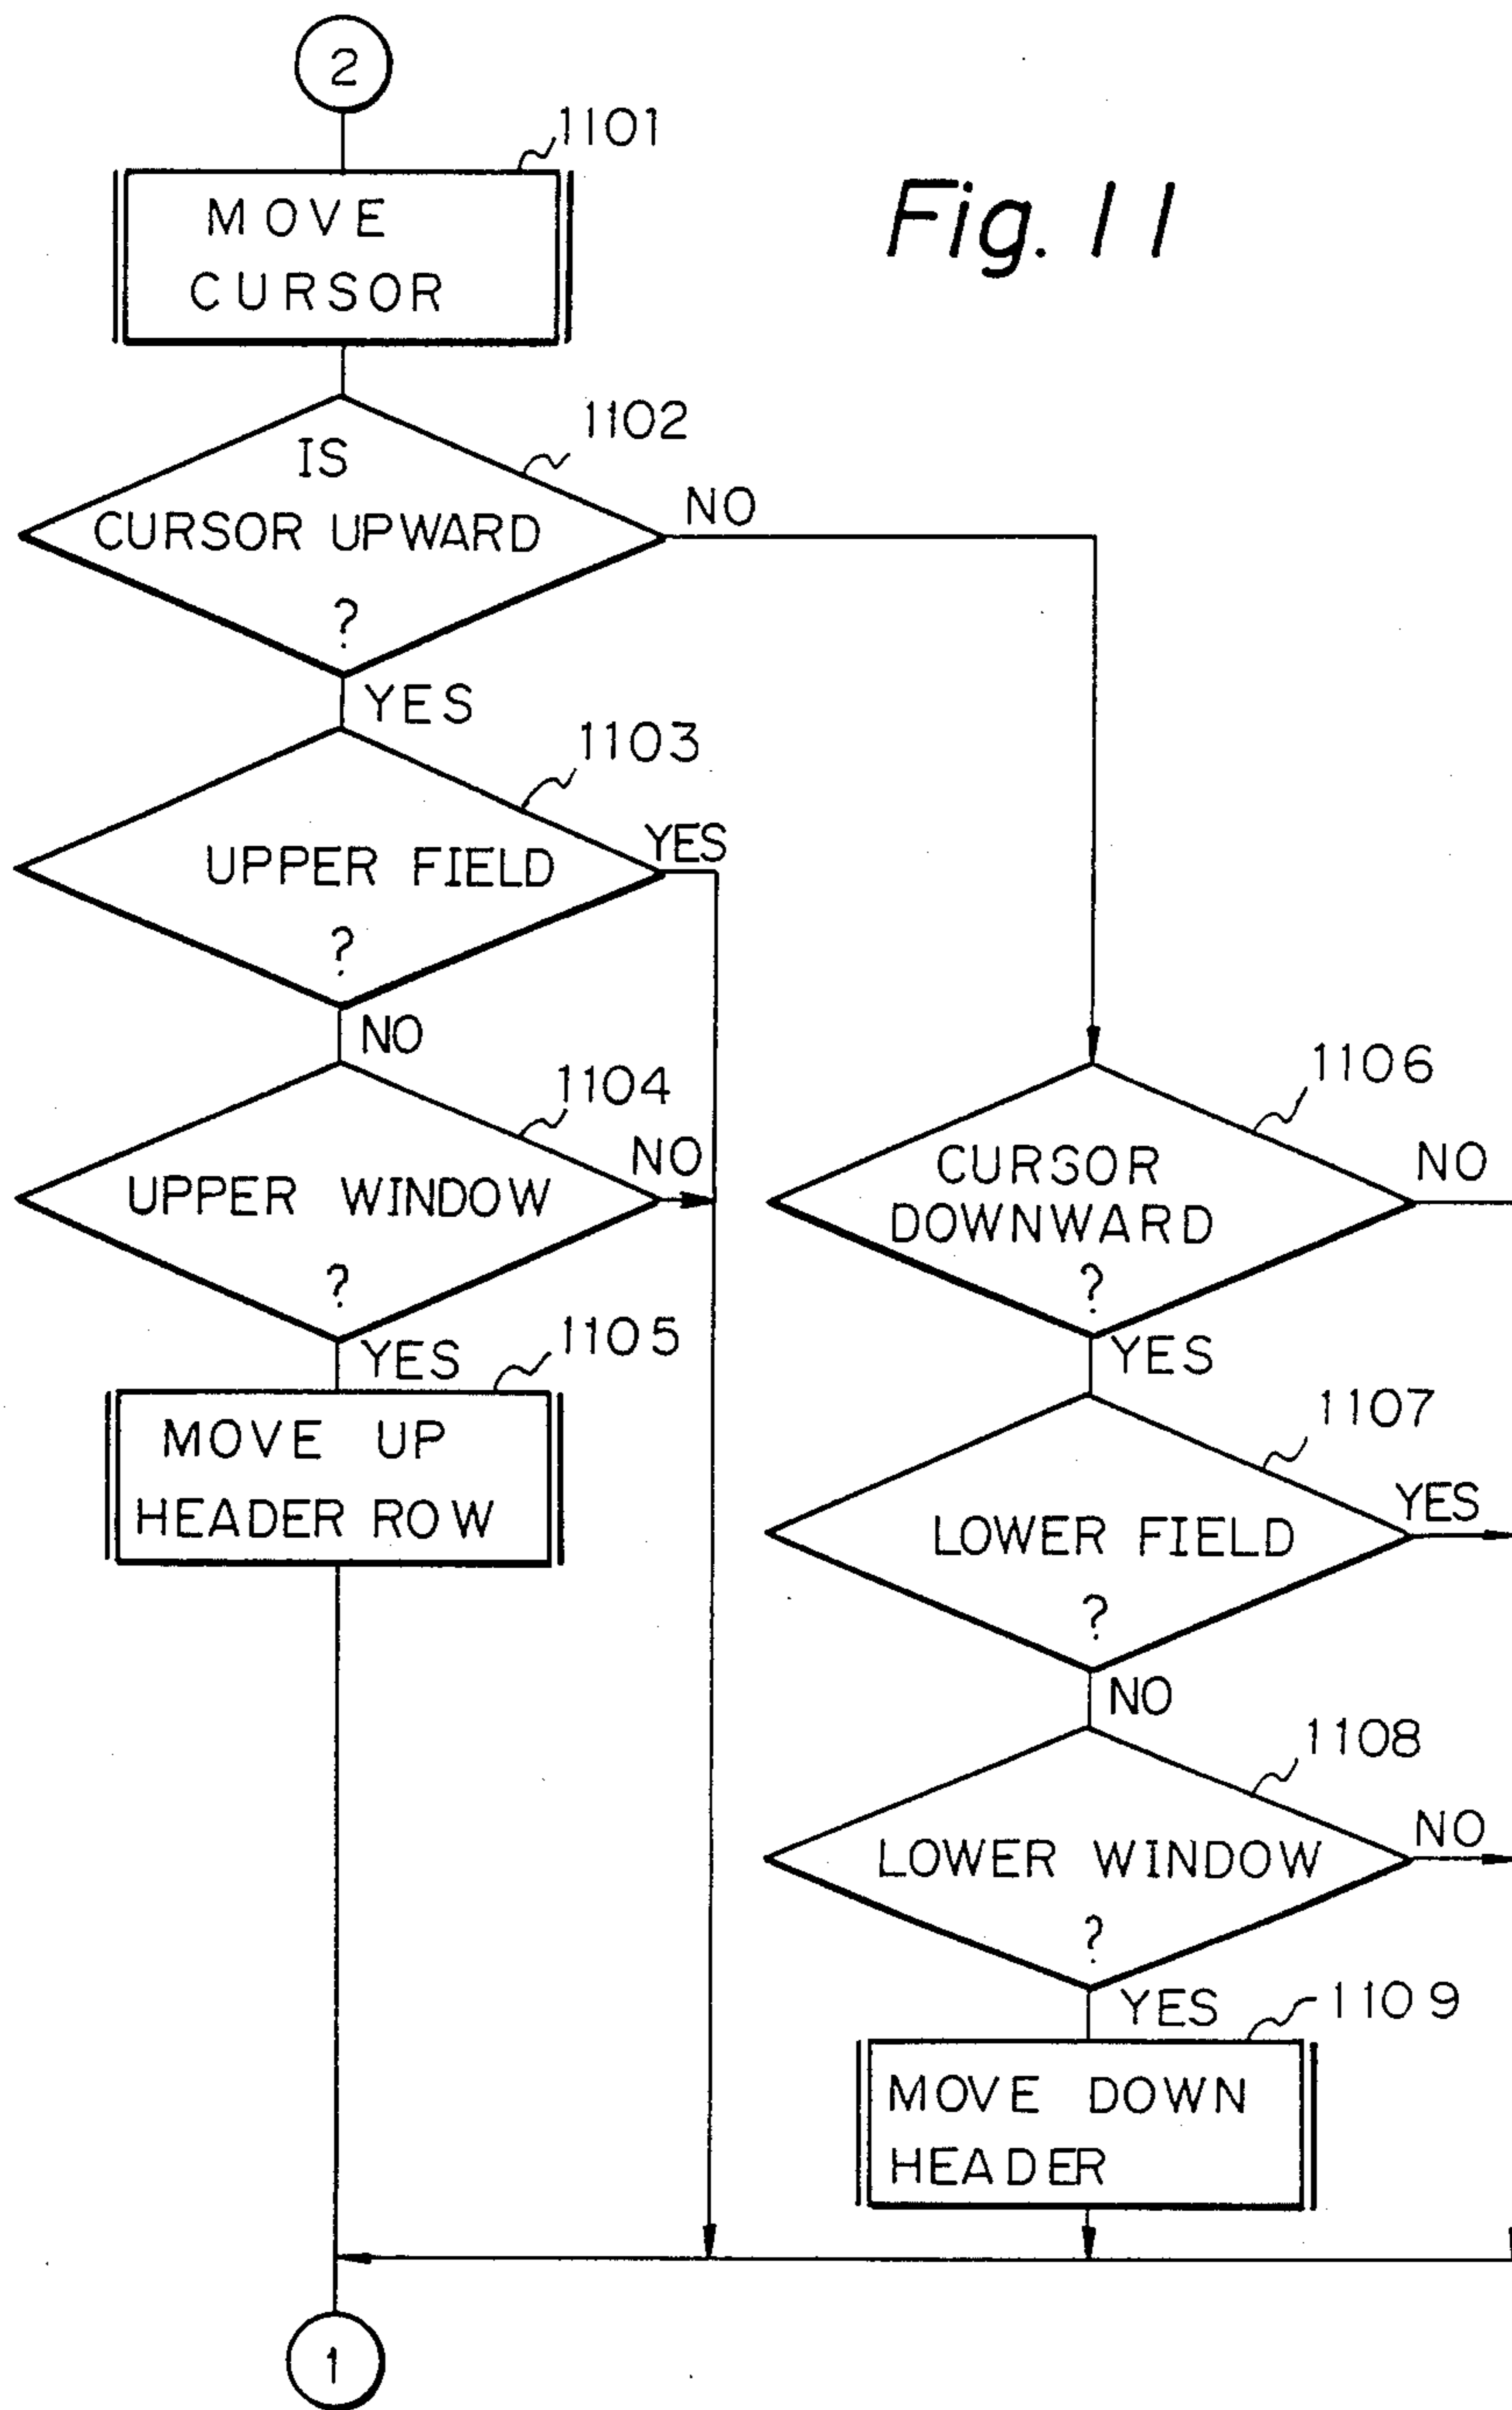 2
1101
Fig. 11
MOVE
CURSOR
1102
IS
CURSOR UPWARD
?
NO
YES
1103
UPPER FIELD
?
YES
NO
1104
UPPER WINDOW
?
NO
YES
1105
MOVE UP
HEADER ROW
1106
CURSOR
DOWNWARD
?
NO
YES
1107
LOWER FIELD
?
YES
NO
1108
LOWER WINDOW
?
NO
YES
1109
MOVE DOWN
HEADER
1